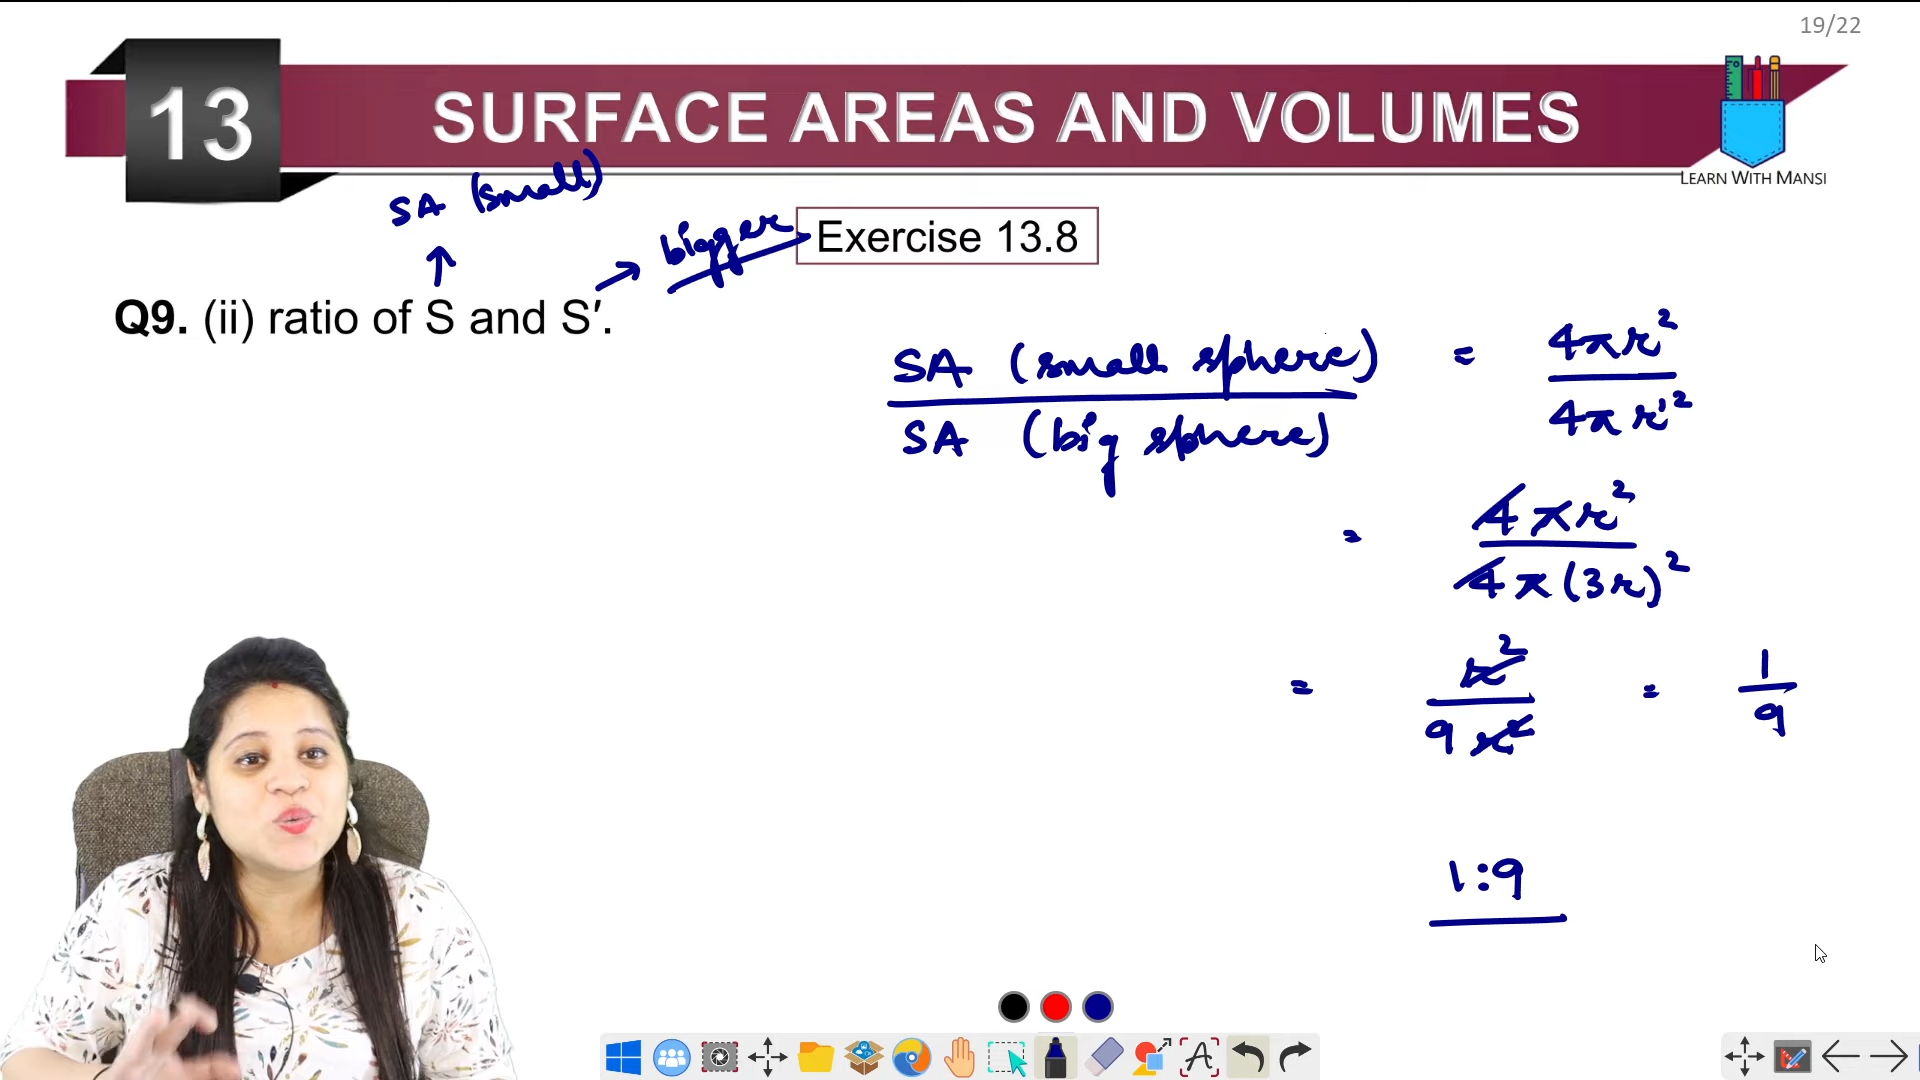 19/22
13
SURFACE AREAS AND VOLUMES
LEARN WITH MANSI
SA (small)
bigger
Exercise 13.8
Q9. (ii) ratio of S and S′.
SA (small sphere) / SA (big sphere) = 4πr² / 4πr'²
= 4πr² / 4π(3r)²
= r² / 9r² = 1/9
1:9